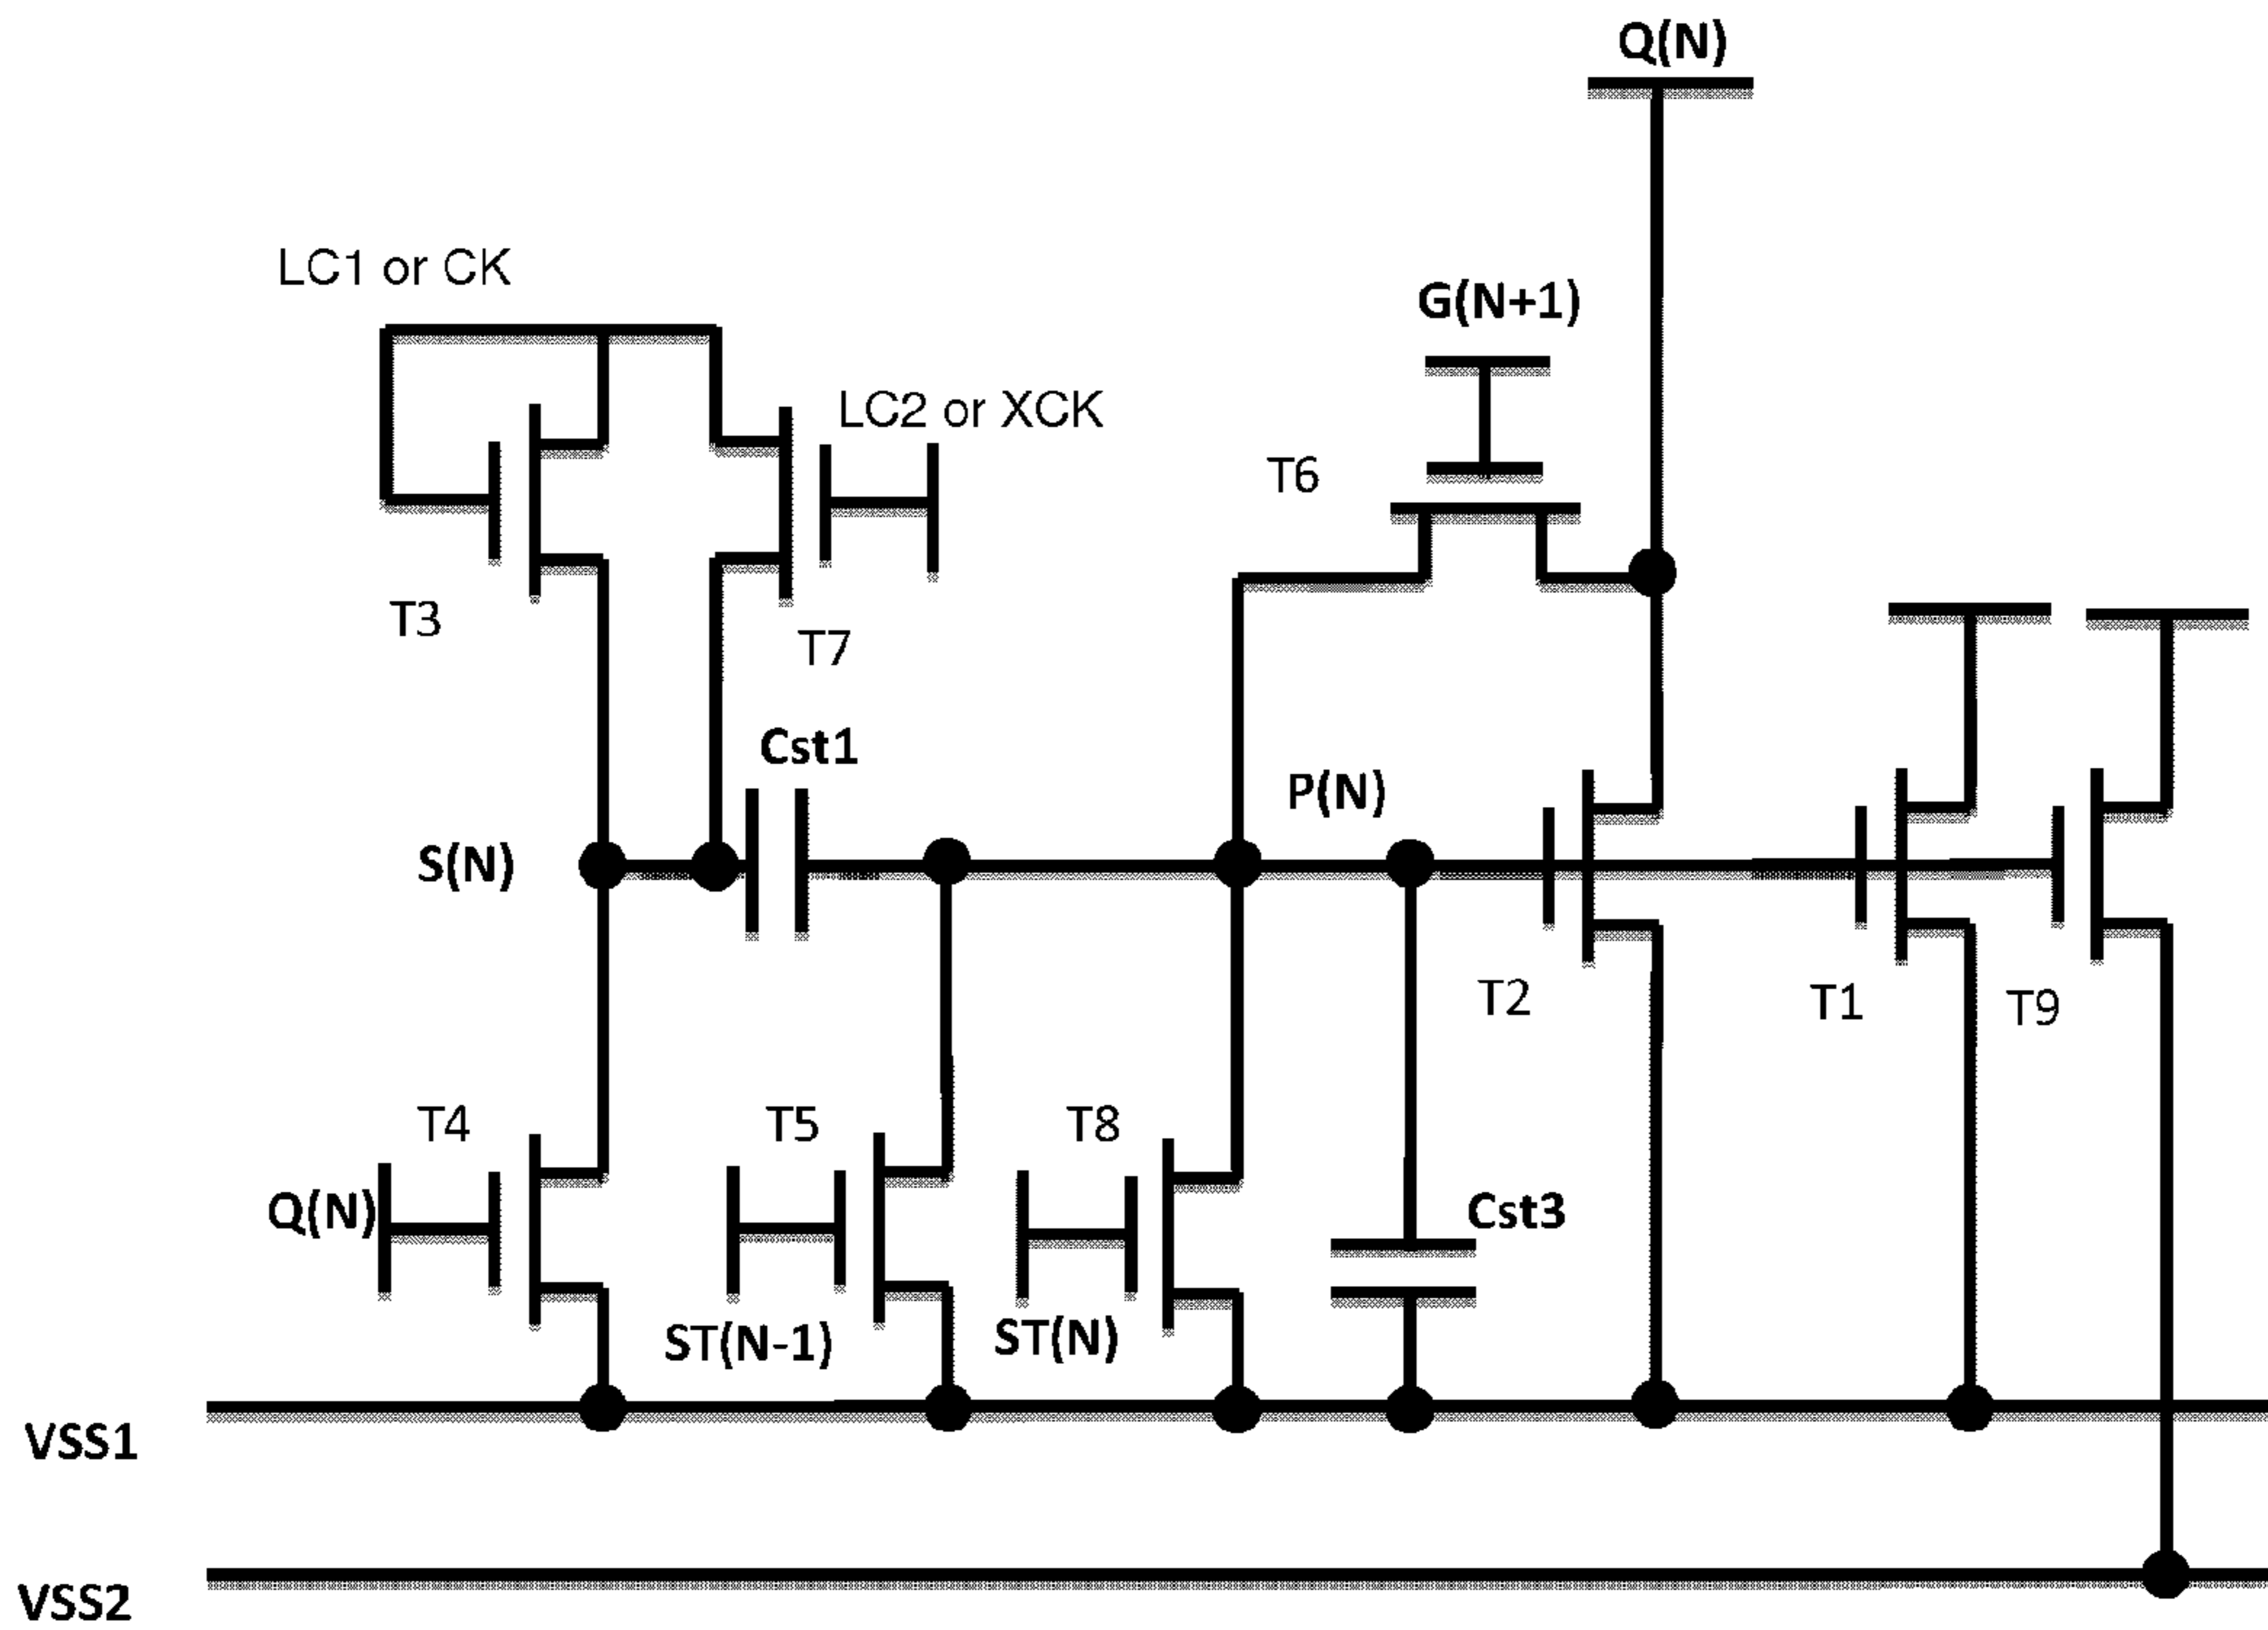 Q(N)
LC1 or CK
G(N+1)
LC2 or XCK
T6
T3
T7
Cst1
P(N)
S(N)
T2
T1
T9
T4
T5
T8
Q(N)
Cst3
ST(N-1)
ST(N)
VSS1
VSS2